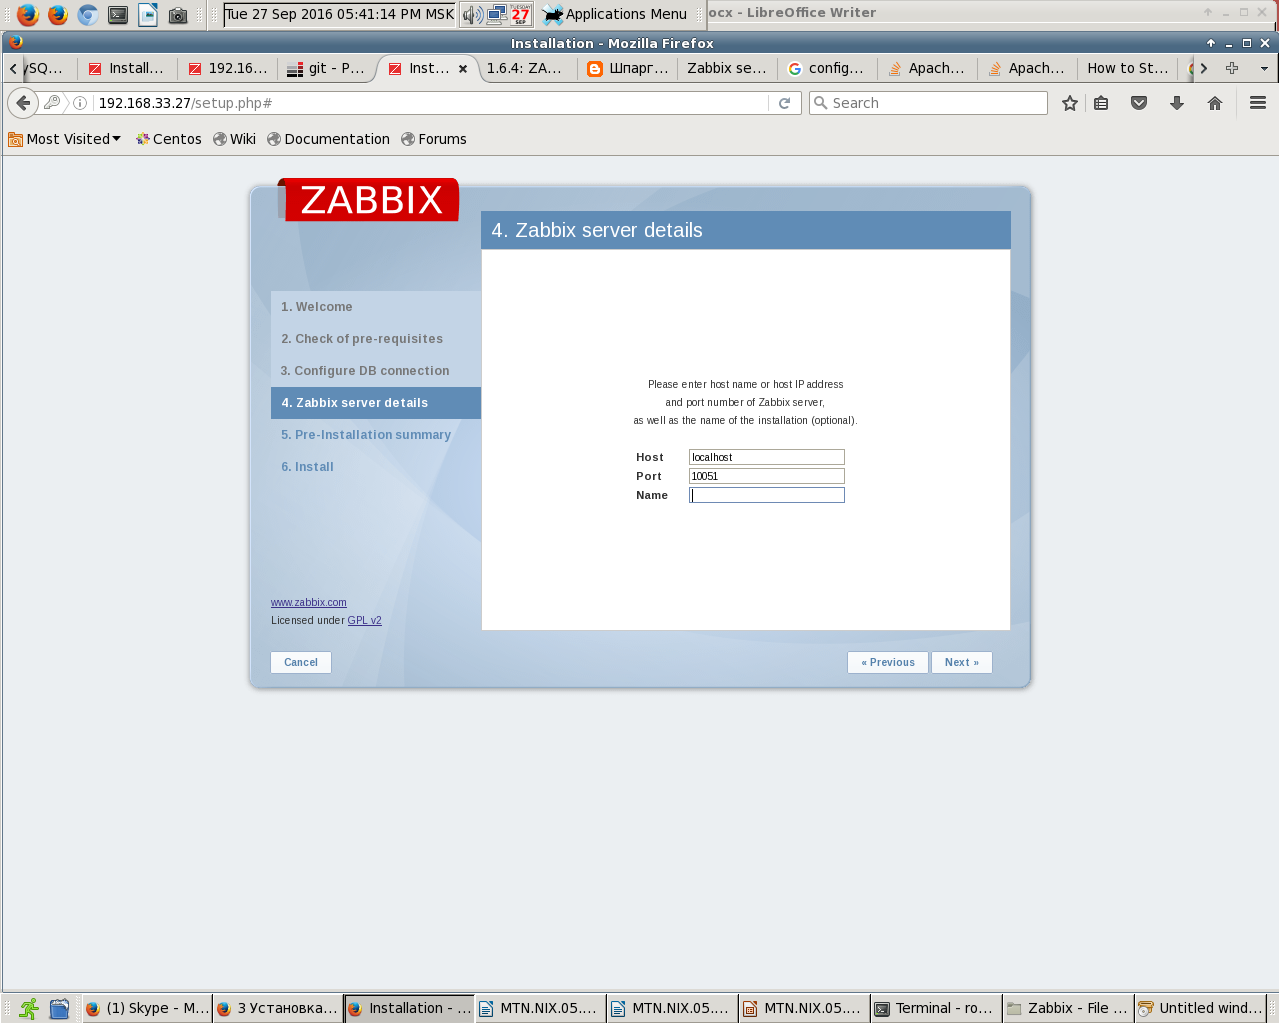 Tue 27 Sep 2016 05:41:14 PM MSK
TUESDAY
27
SEP
Applications Menu
ocx - LibreOffice Writer
Installation - Mozilla Firefox
ySQ...
Install...
192.16...
git - P...
Inst...
1.6.4: ZA...
Шпарг...
Zabbix se...
config...
Apach...
Apach...
How to St...
192.168.33.27/setup.php#
Search
Most Visited
Centos
Wiki
Documentation
Forums
ZABBIX
4. Zabbix server details
1. Welcome
2. Check of pre-requisites
3. Configure DB connection
4. Zabbix server details
5. Pre-Installation summary
6. Install
Please enter host name or host IP address
and port number of Zabbix server,
as well as the name of the installation (optional).
Host localhost
Port 10051
Name
www.zabbix.com
Licensed under GPL v2
Cancel
« Previous
Next »
(1) Skype - M...
3 Установка...
Installation - ...
MTN.NIX.05....
MTN.NIX.05....
MTN.NIX.05....
Terminal - ro...
Zabbix - File ...
Untitled wind...